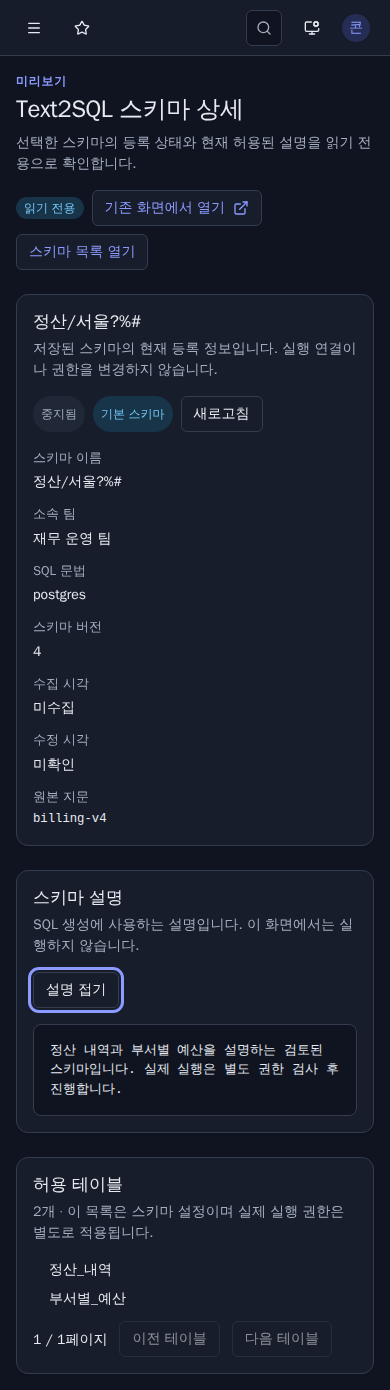 콘
미리보기
Text2SQL 스키마 상세
선택한 스키마의 등록 상태와 현재 허용된 설명을 읽기 전
용으로 확인합니다.
읽기 전용
기존 화면에서 열기
스키마 목록 열기
정산/서울?%#
저장된 스키마의 현재 등록 정보입니다. 실행 연결이
나 권한을 변경하지 않습니다.
중지됨
기본 스키마
새로고침
스키마 이름
정산/서울?%#
소속 팀
재무 운영 팀
SQL 문법
postgres
스키마 버전
4
수집 시각
미수집
수정 시각
미확인
원본 지문
billing-v4
스키마 설명
SQL 생성에 사용하는 설명입니다. 이 화면에서는 실
행하지 않습니다.
설명 접기
정산 내역과 부서별 예산을 설명하는 검토된
스키마입니다. 실제 실행은 별도 권한 검사 후
진행합니다.
허용 테이블
2개 · 이 목록은 스키마 설정이며 실제 실행 권한은
별도로 적용됩니다.
정산_내역
부서별_예산
1 / 1페이지
이전 테이블
다음 테이블